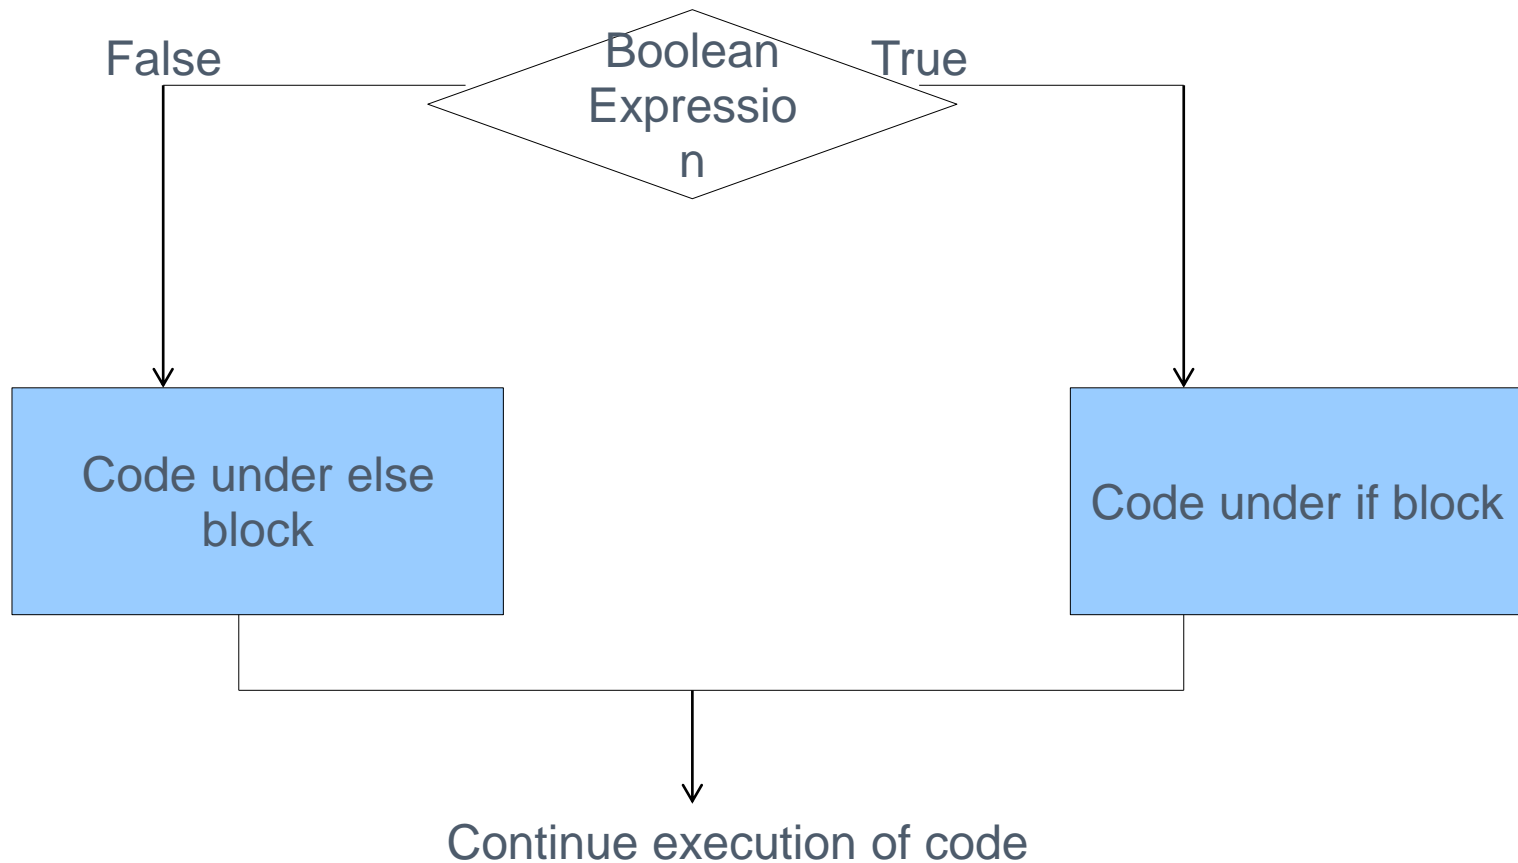 False
Boolean
Expressio
n
True
Code under else
block
Code under if block
Continue execution of code